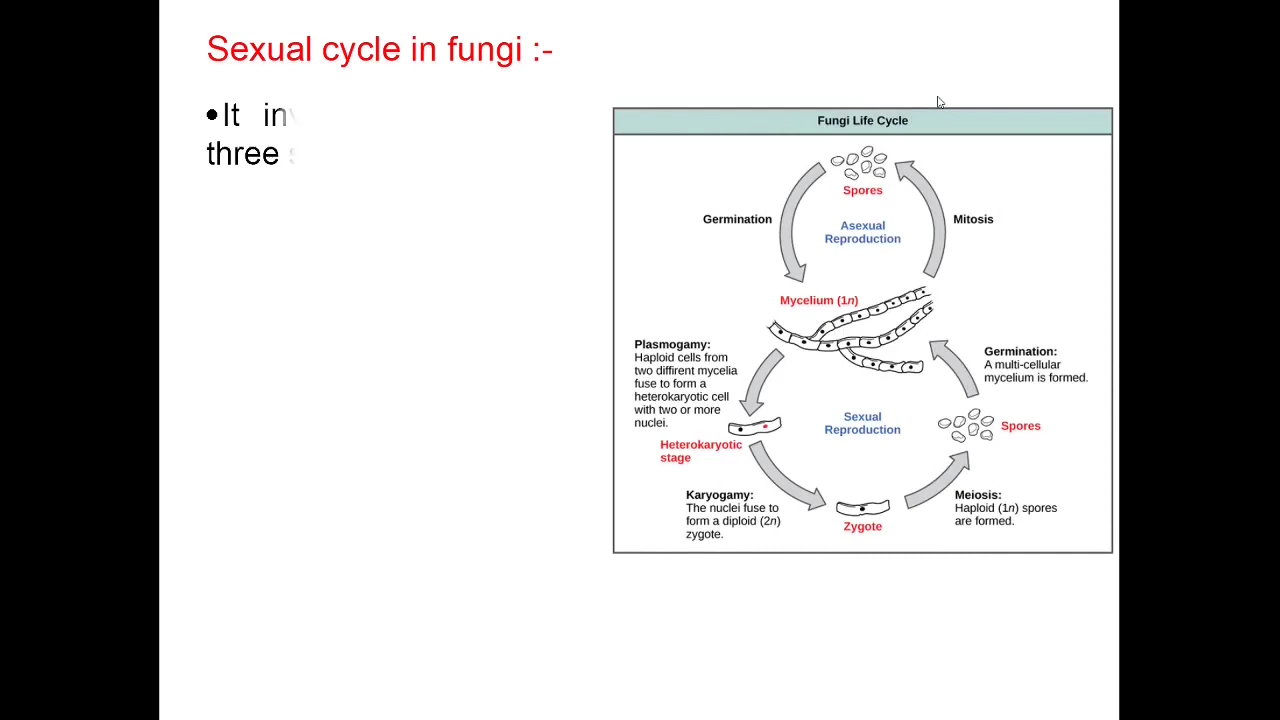 Sexual cycle in fungi :-
•It
three
Fungi Life Cycle
Spores
Germination
Mitosis
Asexual
Reproduction
Mycelium (1n)
Plasmogamy:
Haploid cells from
two diffirent mycelia
fuse to form a
heterokaryotic cell
with two or more
nuclei.
Germination:
A multi-cellular
mycelium is formed.
Sexual
Reproduction
Spores
Heterokaryotic
stage
Karyogamy:
The nuclei fuse to
form a diploid (2n)
zygote.
Zygote
Meiosis:
Haploid (1n) spores
are formed.